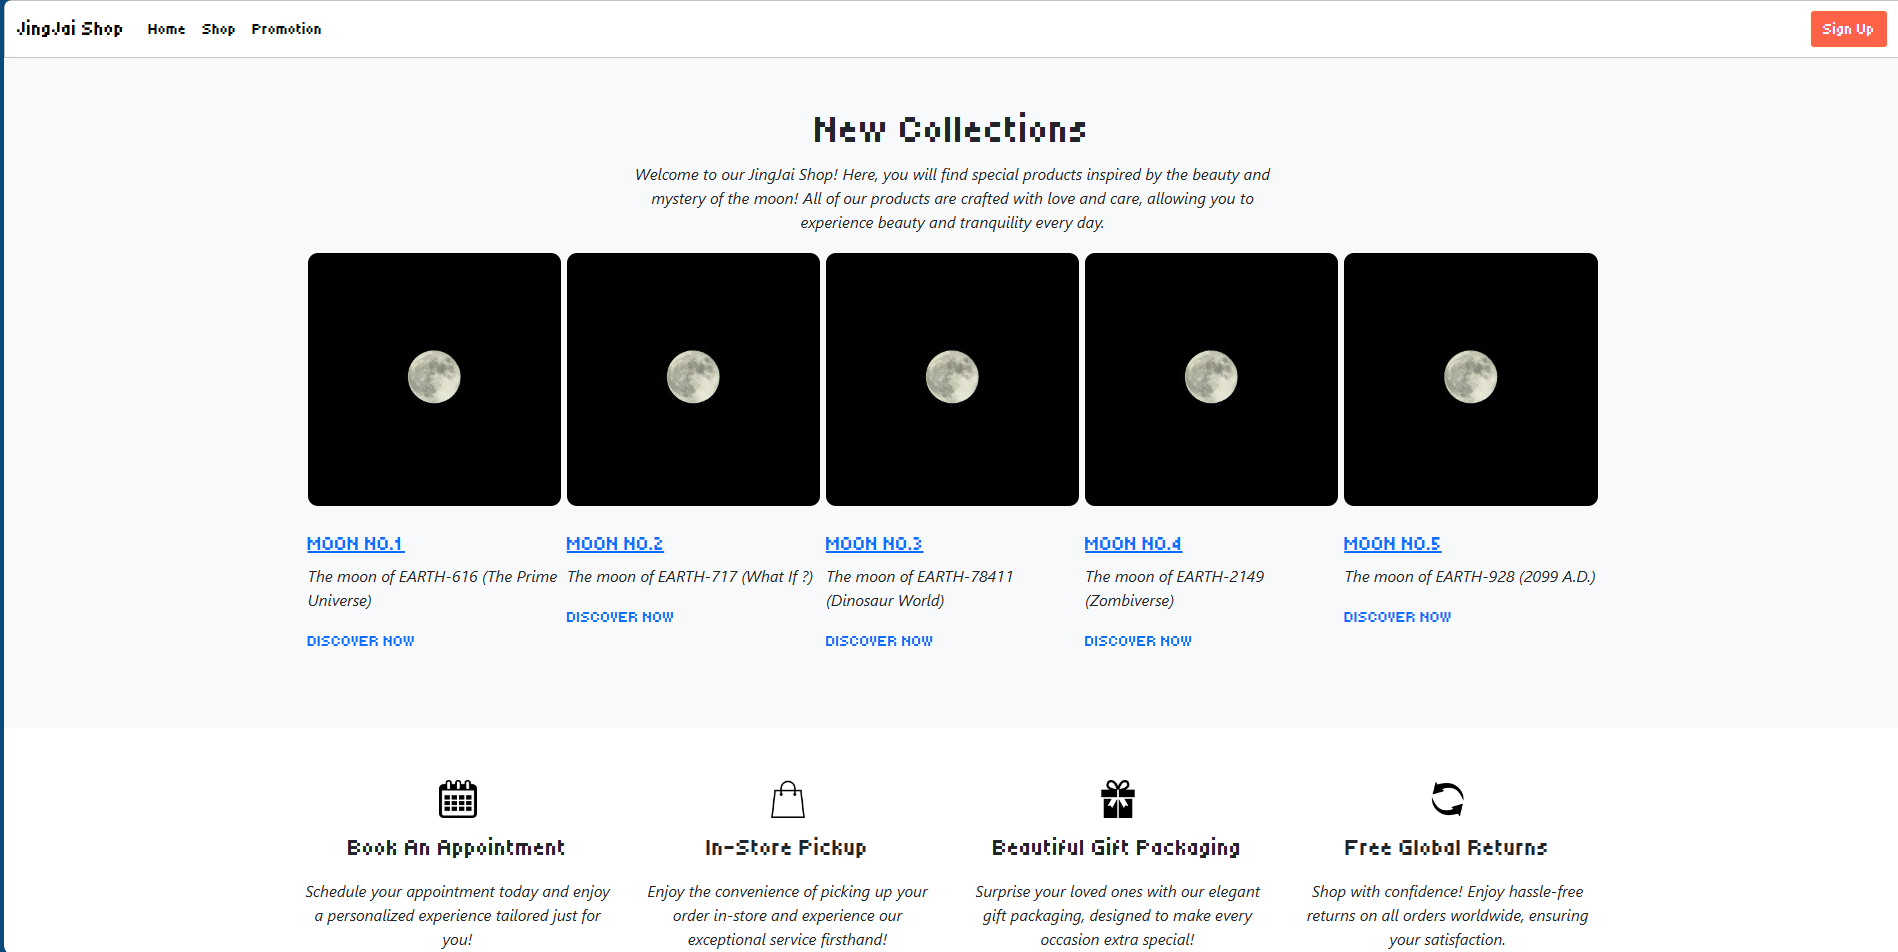 JingJai Shop Home Shop Promotion Sign Up
New Collections
Welcome to our JingJai Shop! Here, you will find special products inspired by the beauty and
mystery of the moon! All of our products are crafted with love and care, allowing you to
experience beauty and tranquility every day.
MOON NO.1
The moon of EARTH-616 (The Prime
Universe)
DISCOVER NOW
MOON NO.2
The moon of EARTH-717 (What If ?)
DISCOVER NOW
MOON NO.3
The moon of EARTH-78411
(Dinosaur World)
DISCOVER NOW
MOON NO.4
The moon of EARTH-2149
(Zombiverse)
DISCOVER NOW
MOON NO.5
The moon of EARTH-928 (2099 A.D.)
DISCOVER NOW
Book An Appointment
Schedule your appointment today and enjoy
a personalized experience tailored just for
you!
In-Store Pickup
Enjoy the convenience of picking up your
order in-store and experience our
exceptional service firsthand!
Beautiful Gift Packaging
Surprise your loved ones with our elegant
gift packaging, designed to make every
occasion extra special!
Free Global Returns
Shop with confidence! Enjoy hassle-free
returns on all orders worldwide, ensuring
your satisfaction.